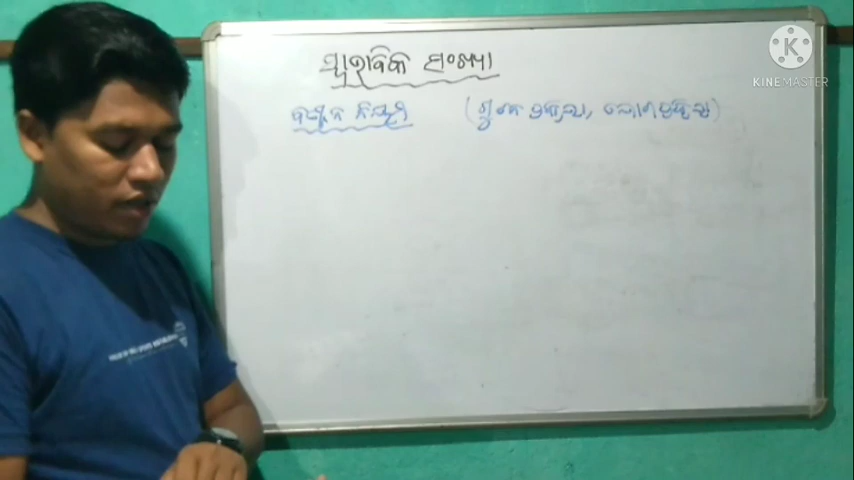 ସ୍ୱାଭାବିକ ସଂଖ୍ୟା
ବଣ୍ଟନ ନିୟମ (ଗୁଣନ ପ୍ରକ୍ରିୟା, ଯୋଗ ପ୍ରକ୍ରିୟା)
K
KINEMASTER